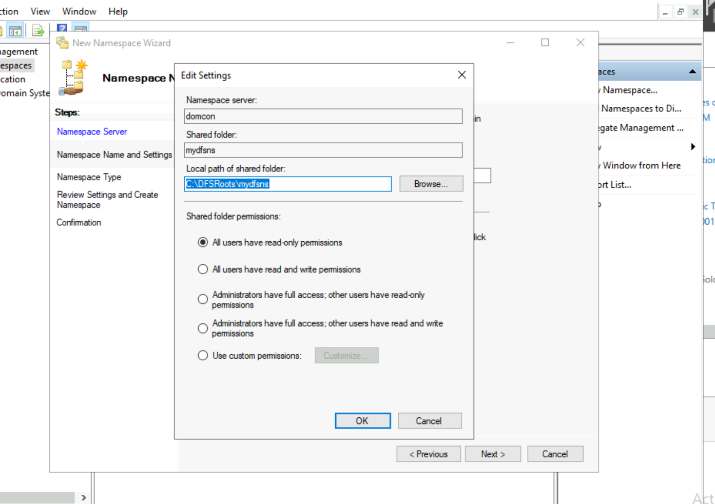 ction View Window Help
New Namespace Wizard
agement
espaces
cation
omain Syste
Namespace N
Steps:
Namespace Server
Namespace Name and Settings
Namespace Type
Review Settings and Create
Namespace
Confirmation
Edit Settings
Namespace server:
domcon
Shared folder:
mydfsns
Local path of shared folder:
C:\DFSRoots\mydfsns
Browse...
Shared folder permissions:
All users have read-only permissions
All users have read and write permissions
Administrators have full access; other users have read-only
permissions
Administrators have full access; other users have read and write
permissions
Use custom permissions:
Customize...
OK Cancel
in
lick
< Previous Next > Cancel
aces
Namespace...
Namespaces to Di...
egate Management ...
Window from Here
ort List...
M
tion
Act